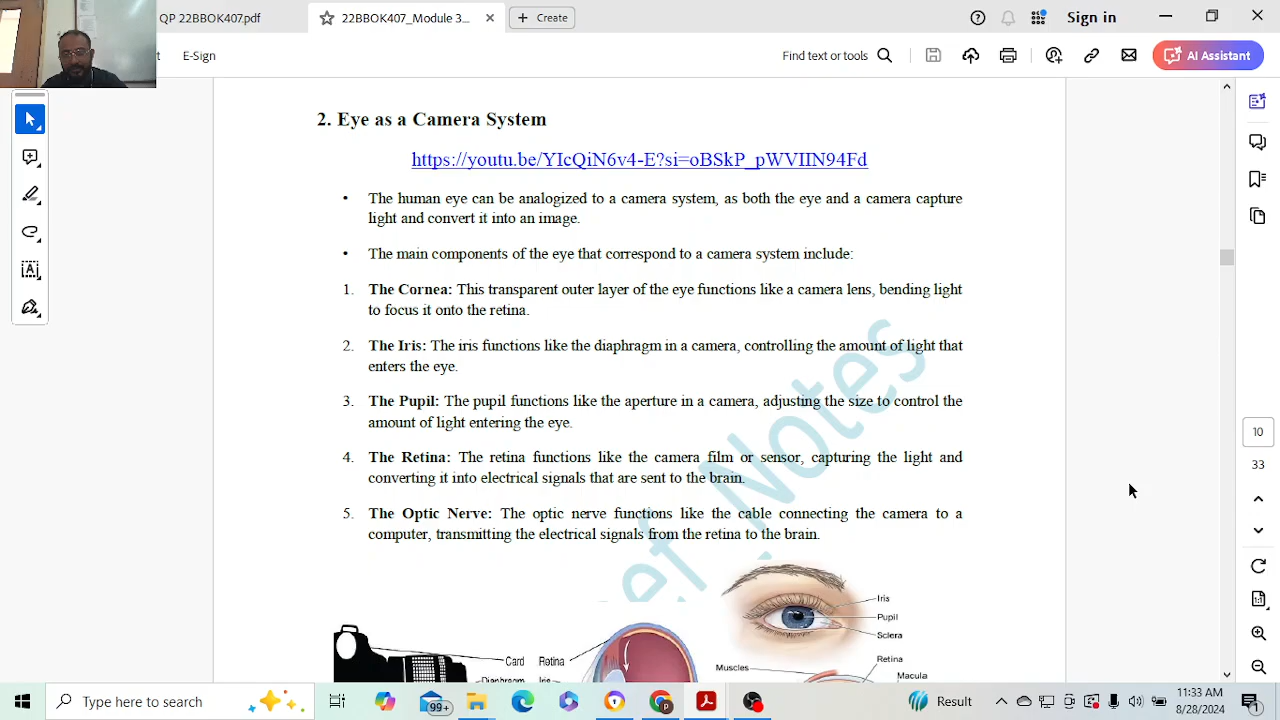 QP 22BBOK407.pdf
22BBOK407_Module 3...
Create
Sign in
E-Sign
Find text or tools
AI Assistant
2. Eye as a Camera System
https://youtu.be/YIcQiN6v4-E?si=oBSkP_pWVIIN94Fd
• The human eye can be analogized to a camera system, as both the eye and a camera capture
light and convert it into an image.
• The main components of the eye that correspond to a camera system include:
1. The Cornea: This transparent outer layer of the eye functions like a camera lens, bending light
to focus it onto the retina.
2. The Iris: The iris functions like the diaphragm in a camera, controlling the amount of light that
enters the eye.
3. The Pupil: The pupil functions like the aperture in a camera, adjusting the size to control the
amount of light entering the eye.
4. The Retina: The retina functions like the camera film or sensor, capturing the light and
converting it into electrical signals that are sent to the brain.
5. The Optic Nerve: The optic nerve functions like the cable connecting the camera to a
computer, transmitting the electrical signals from the retina to the brain.
ef Notes
Iris
Pupil
Sclera
Card
Retina
Retina
Muscles
Macula
10
33
Type here to search
99+
Result
11:33 AM
8/28/2024
1